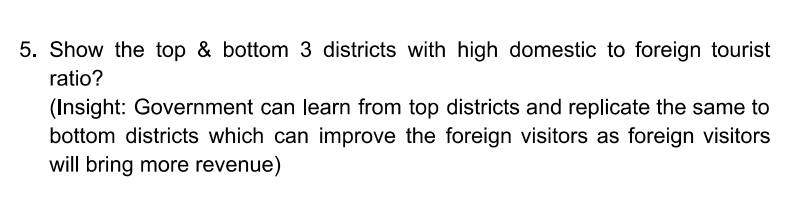 5. Show the top & bottom 3 districts with high domestic to foreign tourist
ratio?
(Insight: Government can learn from top districts and replicate the same to
bottom districts which can improve the foreign visitors as foreign visitors
will bring more revenue)